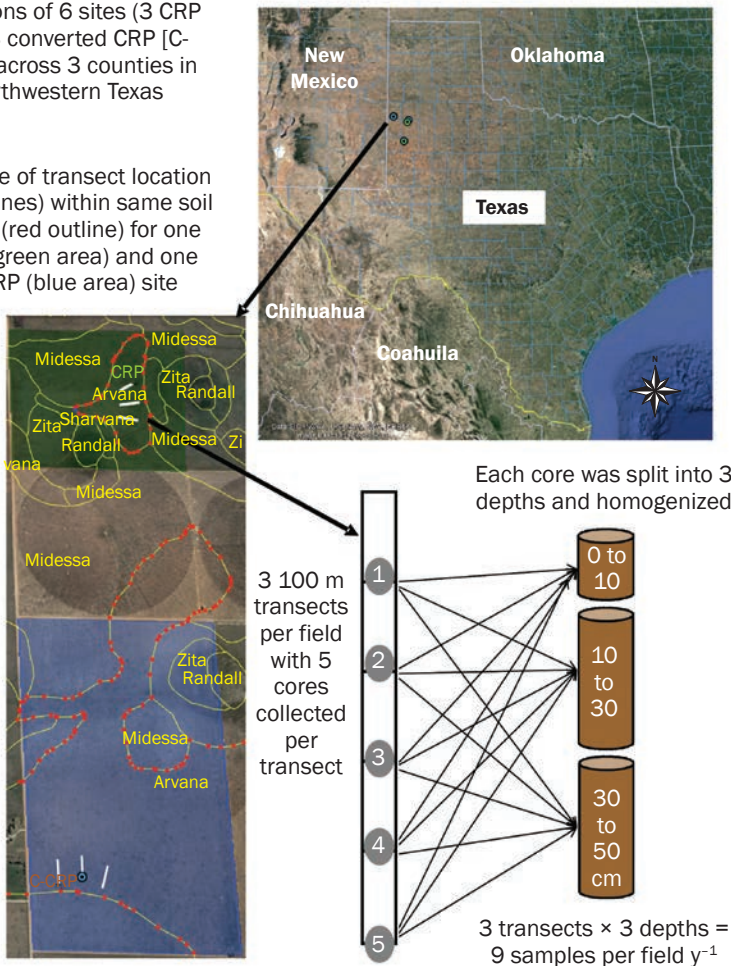 ons of 6 sites (3 CRP
converted CRP [C-
across 3 counties in
rthwestern Texas
e of transect location
nes) within same soil
(red outline) for one
green area) and one
RP (blue area) site
New
Mexico
Oklahoma
Texas
Chihuahua
Coahuila
N
Midessa
Midessa
CRP
Zita
Arvana
Randall
Sharvana
Zita
Randall
Midessa
Zi
vana
Midessa
Midessa
Zita
Randall
Midessa
Arvana
C-CRP
Each core was split into 3
depths and homogenized
3 100 m
transects
per field
with 5
cores
collected
per
transect
1
2
3
4
5
0 to
10
10
to
30
30
to
50
cm
3 transects × 3 depths =
9 samples per field y⁻¹